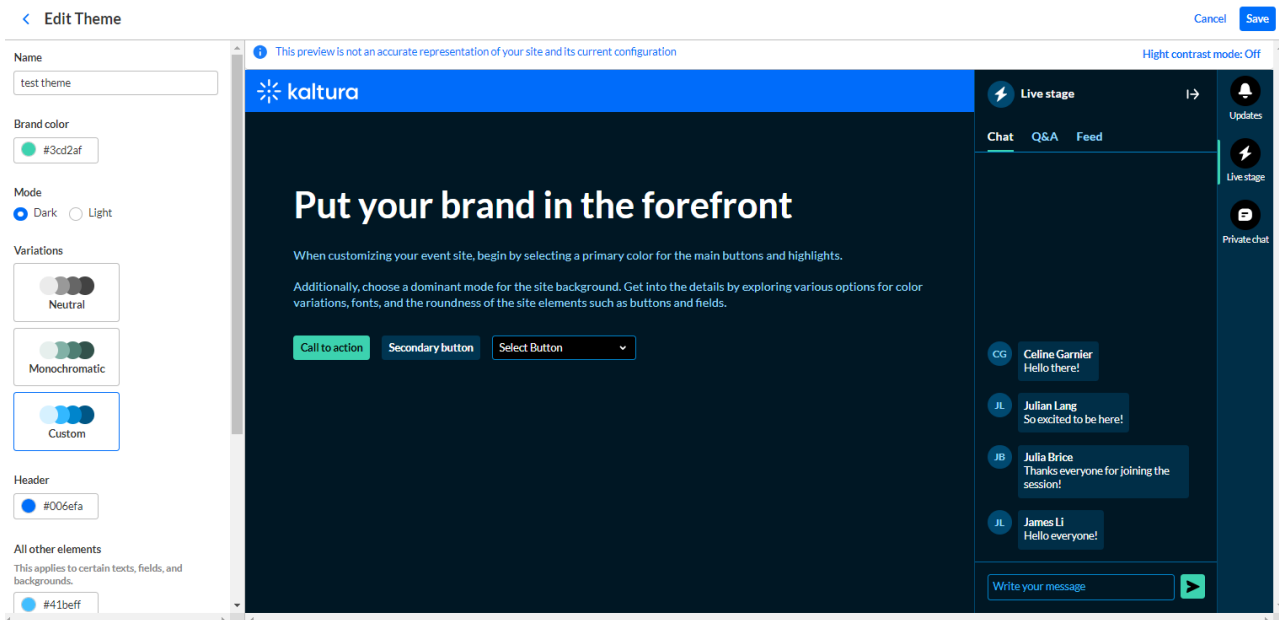 Edit Theme
Cancel
Save
Name
test theme
Brand color
#3cd2af
Mode
Dark
Light
Variations
Neutral
Monochromatic
Custom
Header
#006efa
All other elements
This applies to certain texts, fields, and
backgrounds.
#41beff
This preview is not an accurate representation of your site and its current configuration
Hight contrast mode: Off
kaltura
Put your brand in the forefront
When customizing your event site, begin by selecting a primary color for the main buttons and highlights.
Additionally, choose a dominant mode for the site background. Get into the details by exploring various options for color
variations, fonts, and the roundness of the site elements such as buttons and fields.
Call to action
Secondary button
Select Button
Live stage
Chat
Q&A
Feed
CG
Celine Garnier
Hello there!
JL
Julian Lang
So excited to be here!
JB
Julia Brice
Thanks everyone for joining the
session!
JL
James Li
Hello everyone!
Write your message
Updates
Live stage
Private chat